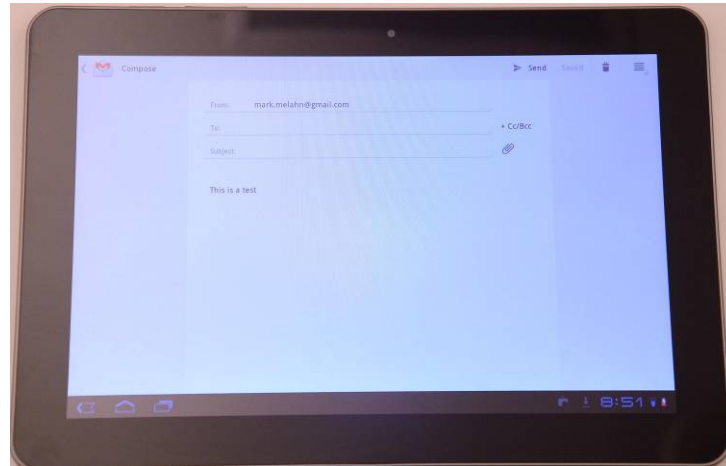 Compose
Send Saved
From: mark.melahn@gmail.com
To:
+ Cc/Bcc
Subject
This is a test
8:51